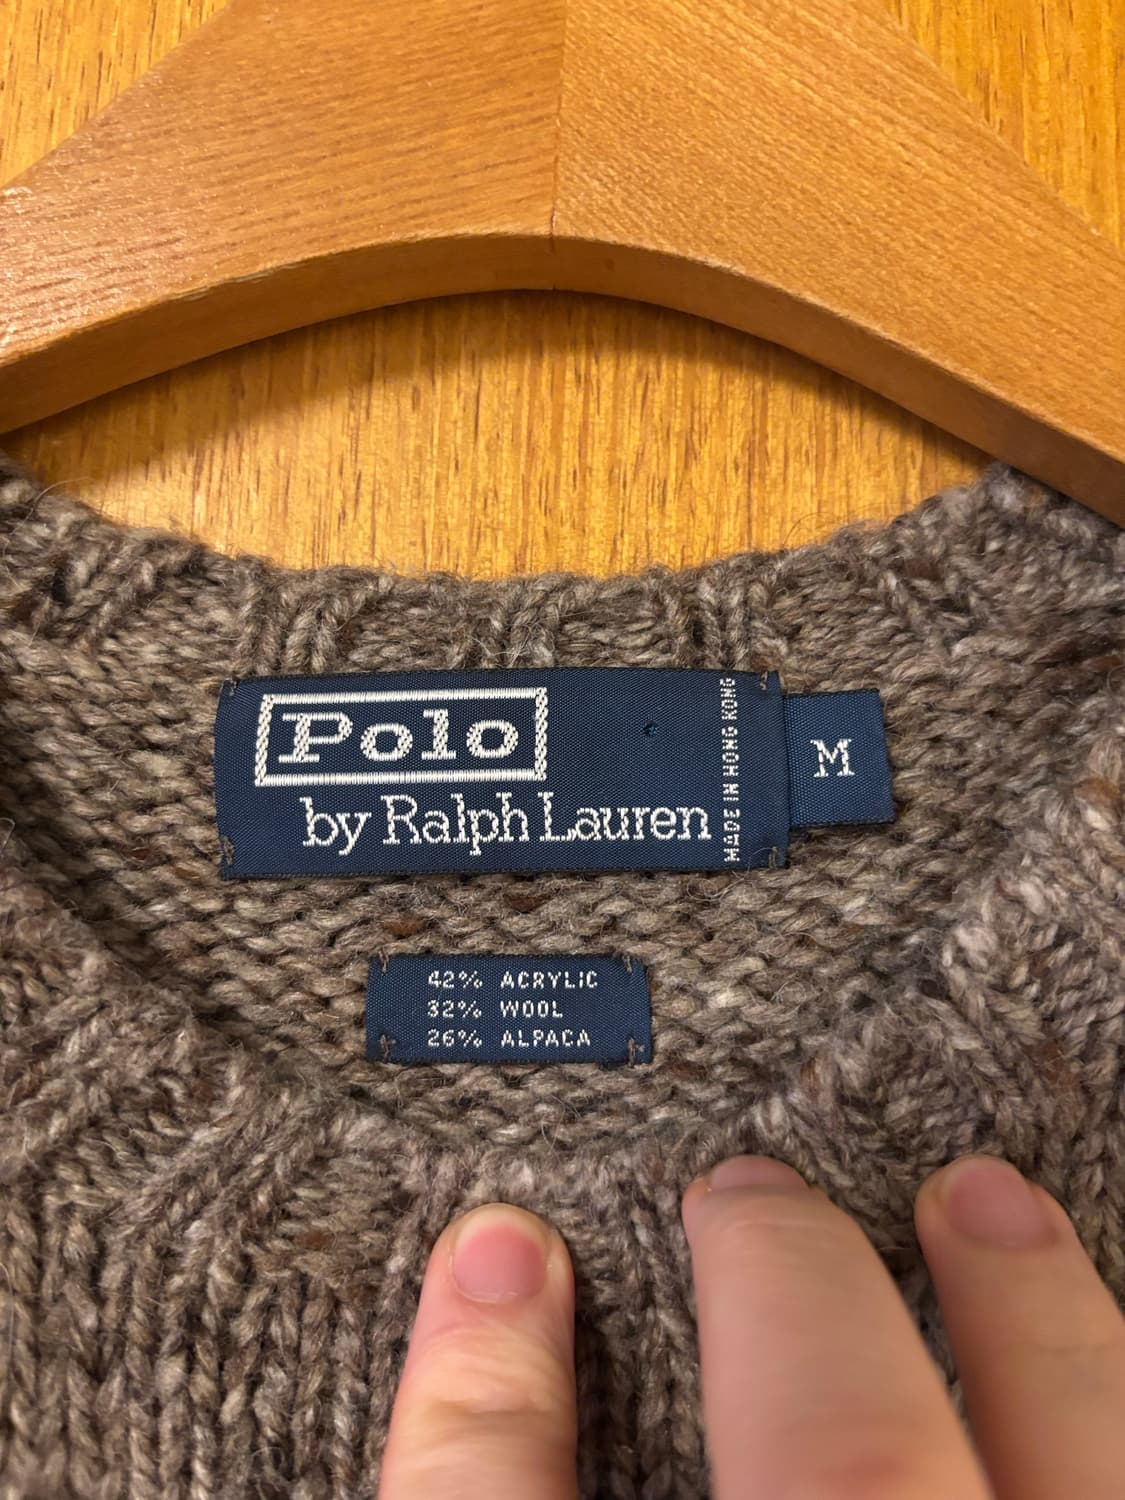 Polo
by Ralph Lauren
MADE IN HONG KONG
M
42% ACRYLIC
32% WOOL
26% ALPACA